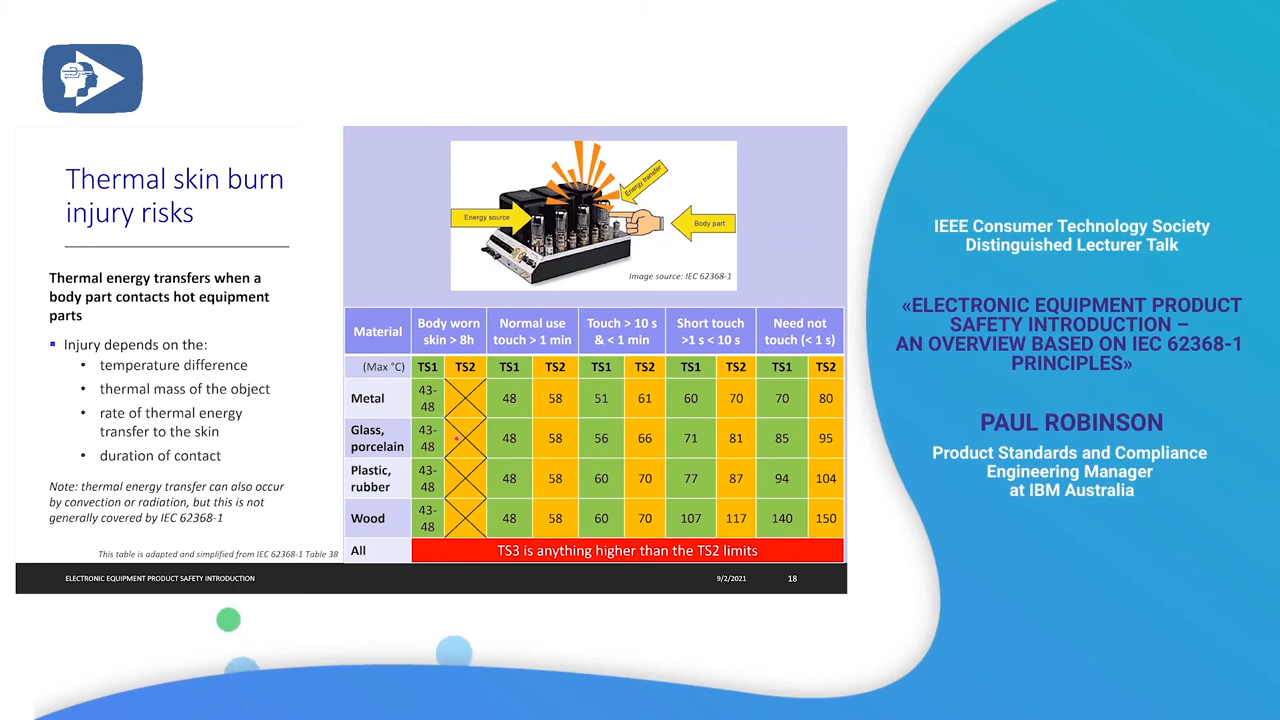 Thermal skin burn
injury risks
Thermal energy transfers when a
body part contacts hot equipment
parts
Injury depends on the:
• temperature difference
• thermal mass of the object
• rate of thermal energy
transfer to the skin
• duration of contact
Note: thermal energy transfer can also occur
by convection or radiation, but this is not
generally covered by IEC 62368-1
This table is adapted and simplified from IEC 62368-1 Table 38
Energy source
Energy transfer
Body part
Image source: IEC 62368-1
Material Body worn skin > 8h Normal use touch > 1 min Touch > 10 s & < 1 min Short touch >1 s < 10 s Need not touch (< 1 s)
(Max °C) TS1 TS2 TS1 TS2 TS1 TS2 TS1 TS2 TS1 TS2
Metal 43-48 48 58 51 61 60 70 70 80
Glass, porcelain 43-48 48 58 56 66 71 81 85 95
Plastic, rubber 43-48 48 58 60 70 77 87 94 104
Wood 43-48 48 58 60 70 107 117 140 150
All TS3 is anything higher than the TS2 limits
ELECTRONIC EQUIPMENT PRODUCT SAFETY INTRODUCTION 9/2/2021 18
IEEE Consumer Technology Society
Distinguished Lecturer Talk
«ELECTRONIC EQUIPMENT PRODUCT
SAFETY INTRODUCTION –
AN OVERVIEW BASED ON IEC 62368-1
PRINCIPLES»
PAUL ROBINSON
Product Standards and Compliance
Engineering Manager
at IBM Australia